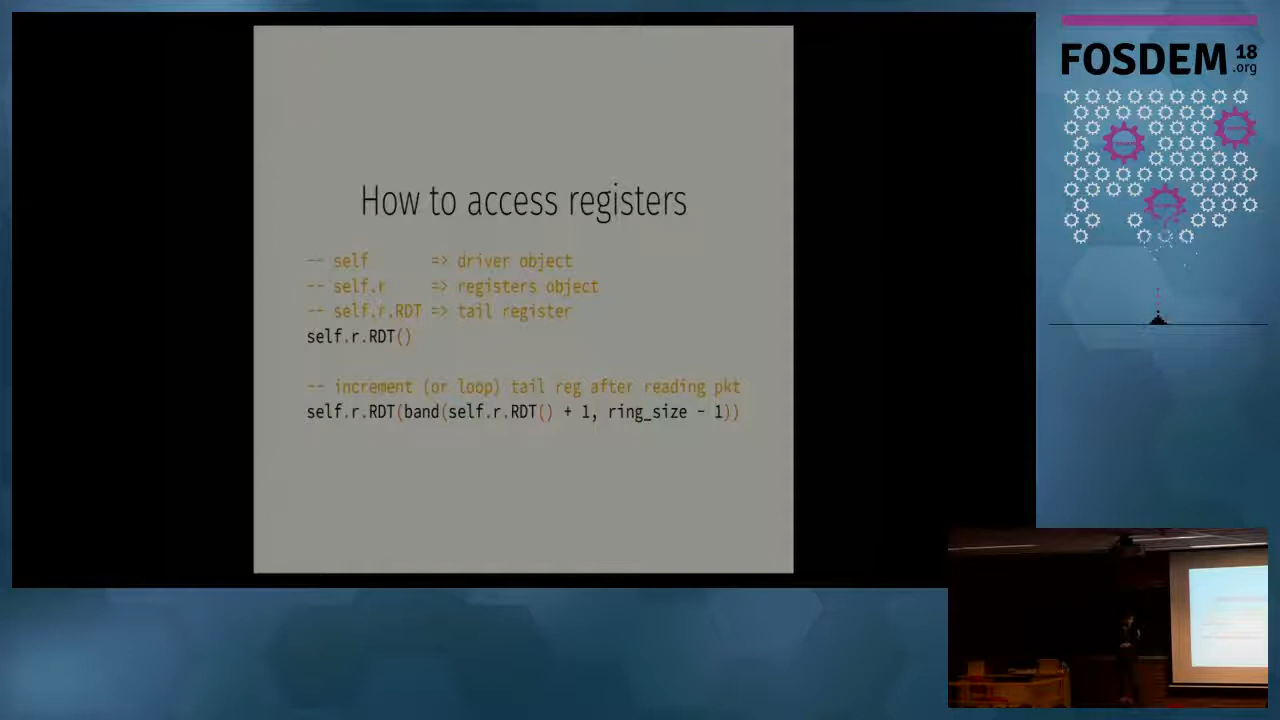 How to access registers
-- self => driver object
-- self.r => registers object
-- self.r.RDT => tail register
self.r.RDT()
-- increment (or loop) tail reg after reading pkt
self.r.RDT(band(self.r.RDT() + 1, ring_size - 1))
FOSDEM 18
.org